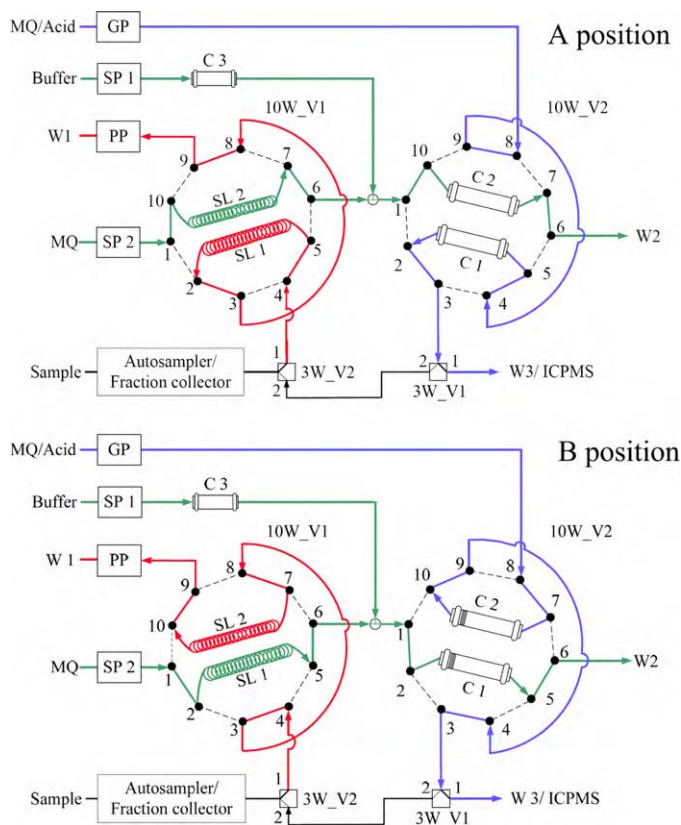 MQ/Acid GP
A position
Buffer SP 1 C 3
10W_V1 10W_V2
W1 PP
9 8 7 9 8
10 SL 2 6 10 C 2 7
MQ SP 2 1 SL 1 5 1 C 1 6 W2
2 3 4 2 3 4 5
Sample Autosampler/ Fraction collector
1 2 3W_V2
2 1 3W_V1
W3/ ICPMS
MQ/Acid GP
B position
Buffer SP 1 C 3
10W_V1 10W_V2
W 1 PP
9 8 7 9 8
10 SL 2 6 10 C 2 7
MQ SP 2 1 SL 1 5 1 C 1 6 W2
2 3 4 2 3 4 5
Sample Autosampler/ Fraction collector
1 2 3W_V2
2 1 3W_V1
W 3/ ICPMS